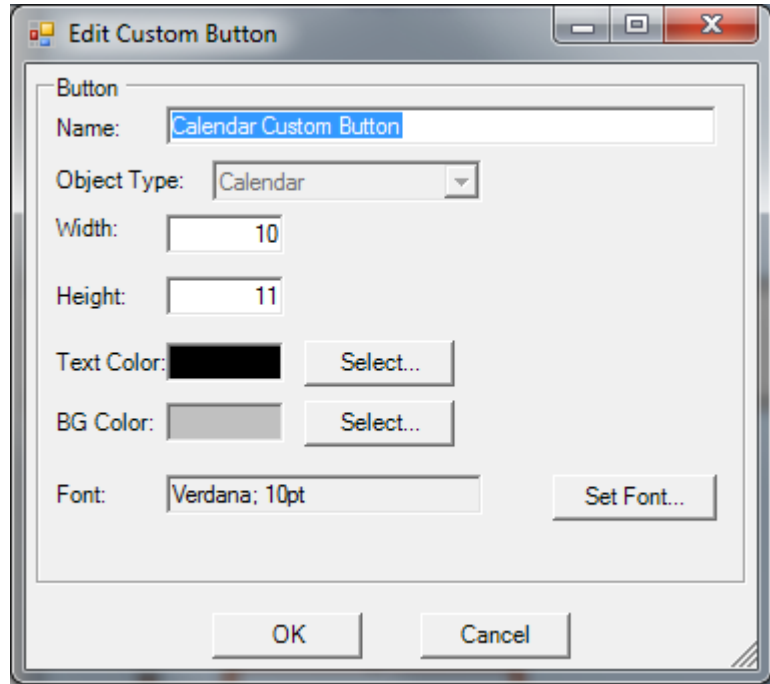 Edit Custom Button
Button
Name: Calendar Custom Button
Object Type: Calendar
Width: 10
Height: 11
Text Color: Select...
BG Color: Select...
Font: Verdana; 10pt Set Font...
OK Cancel